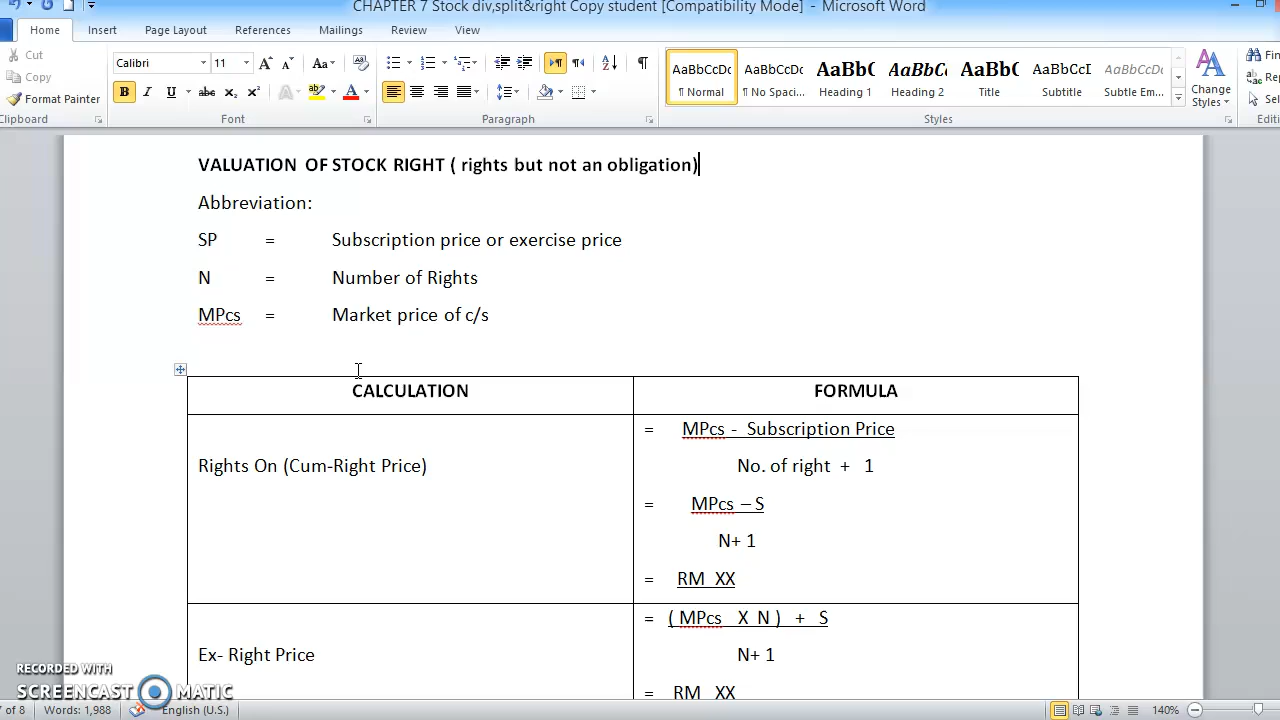 CHAPTER 7 Stock div,split&right Copy student [Compatibility Mode] - Microsoft Word
Home Insert Page Layout References Mailings Review View
Cut
Copy
Format Painter
Clipboard
Calibri 11
Font
Paragraph
AaBbCcDc AaBbCcDc AaBbC AaBbCc AaBbC AaBbCcI AaBbCcDc
¶ Normal ¶ No Spaci... Heading 1 Heading 2 Title Subtitle Subtle Em...
Change Styles
Styles
VALUATION OF STOCK RIGHT ( rights but not an obligation)
Abbreviation:
SP = Subscription price or exercise price
N = Number of Rights
MPcs = Market price of c/s
CALCULATION FORMULA
= MPcs - Subscription Price
Rights On (Cum-Right Price) No. of right + 1
= MPcs – S
N+ 1
= RM XX
= ( MPcs X N ) + S
Ex- Right Price N+ 1
= RM XX
RECORDED WITH
SCREENCAST MATIC
of 8 Words: 1,988 English (U.S.) 140%